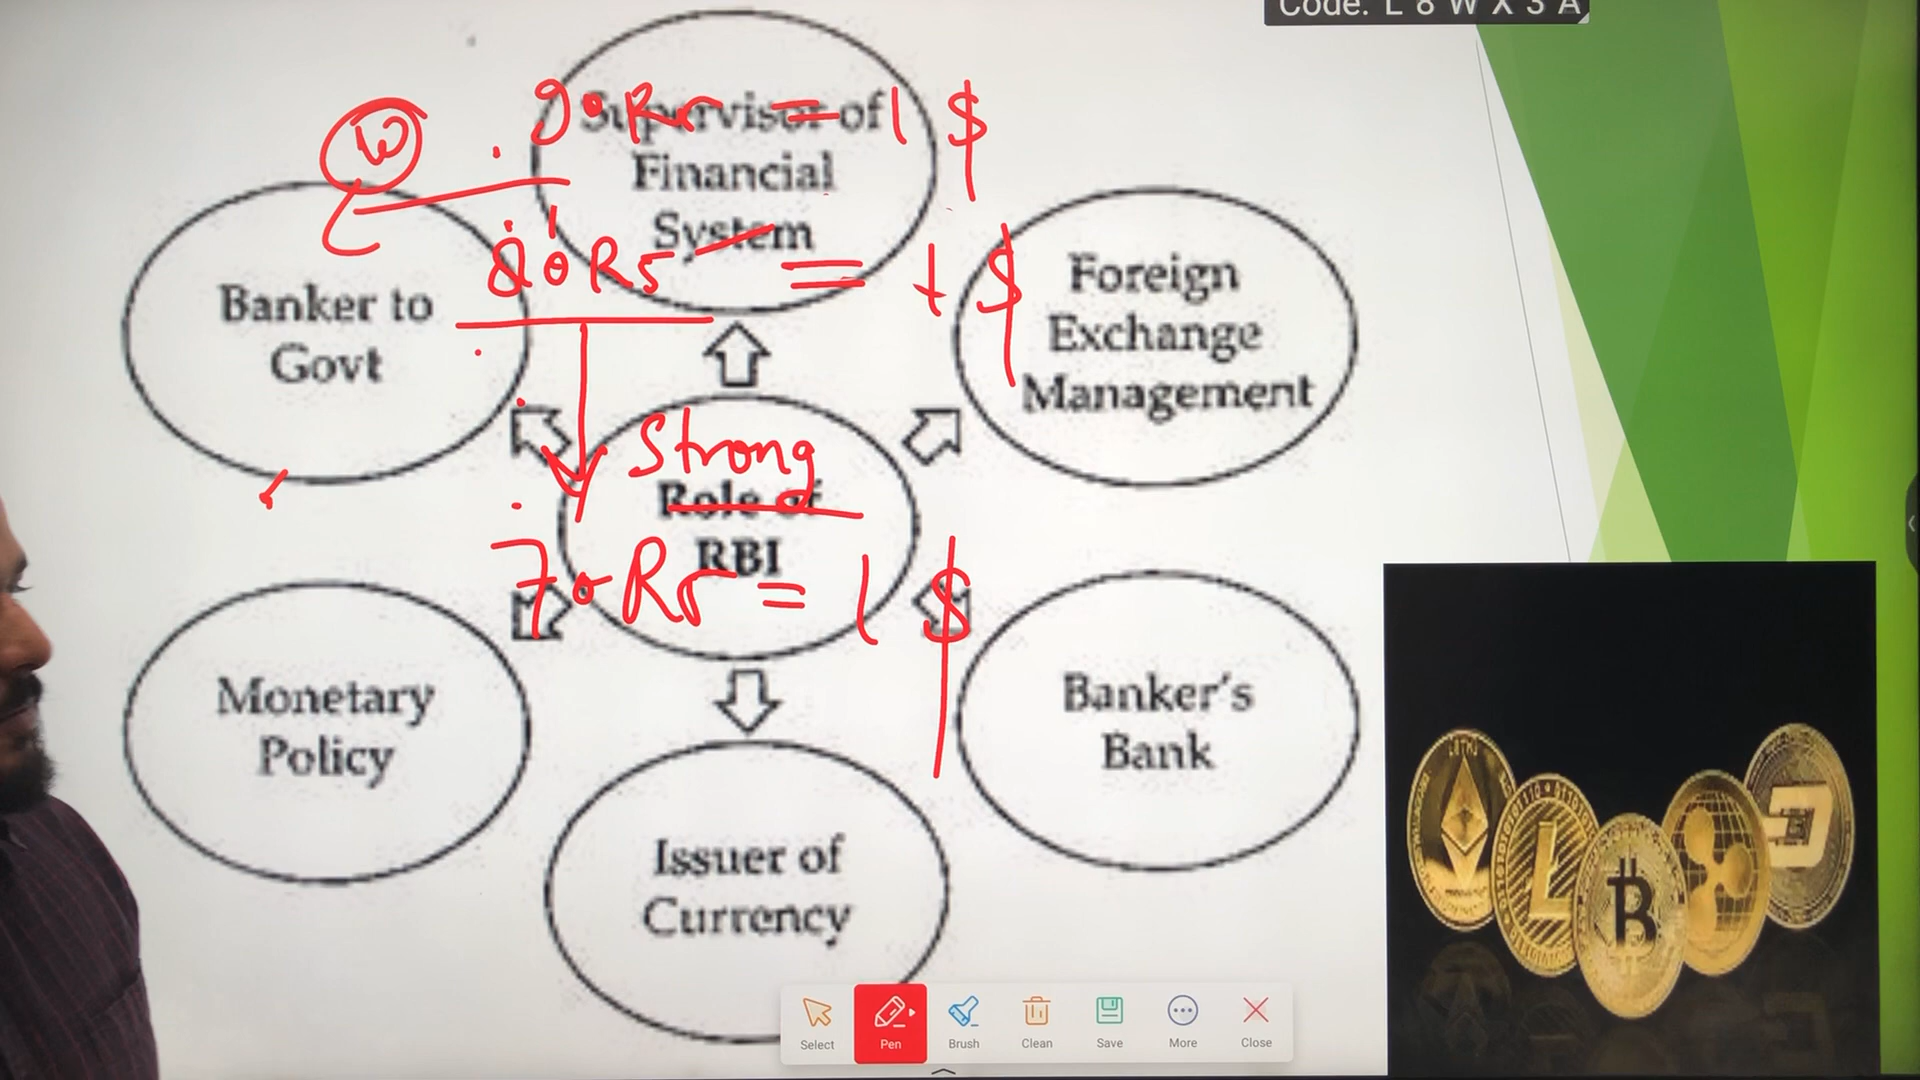 Code: L 8 W X 3 A
90 Rs = 1 $
Supervisor of
Financial
System
W
80 Rs = 1 $
Banker to
Govt
Foreign
Exchange
Management
Strong
Role of
RBI
70 Rs = 1 $
Monetary
Policy
Banker's
Bank
Issuer of
Currency
Select
Pen
Brush
Clean
Save
More
Close